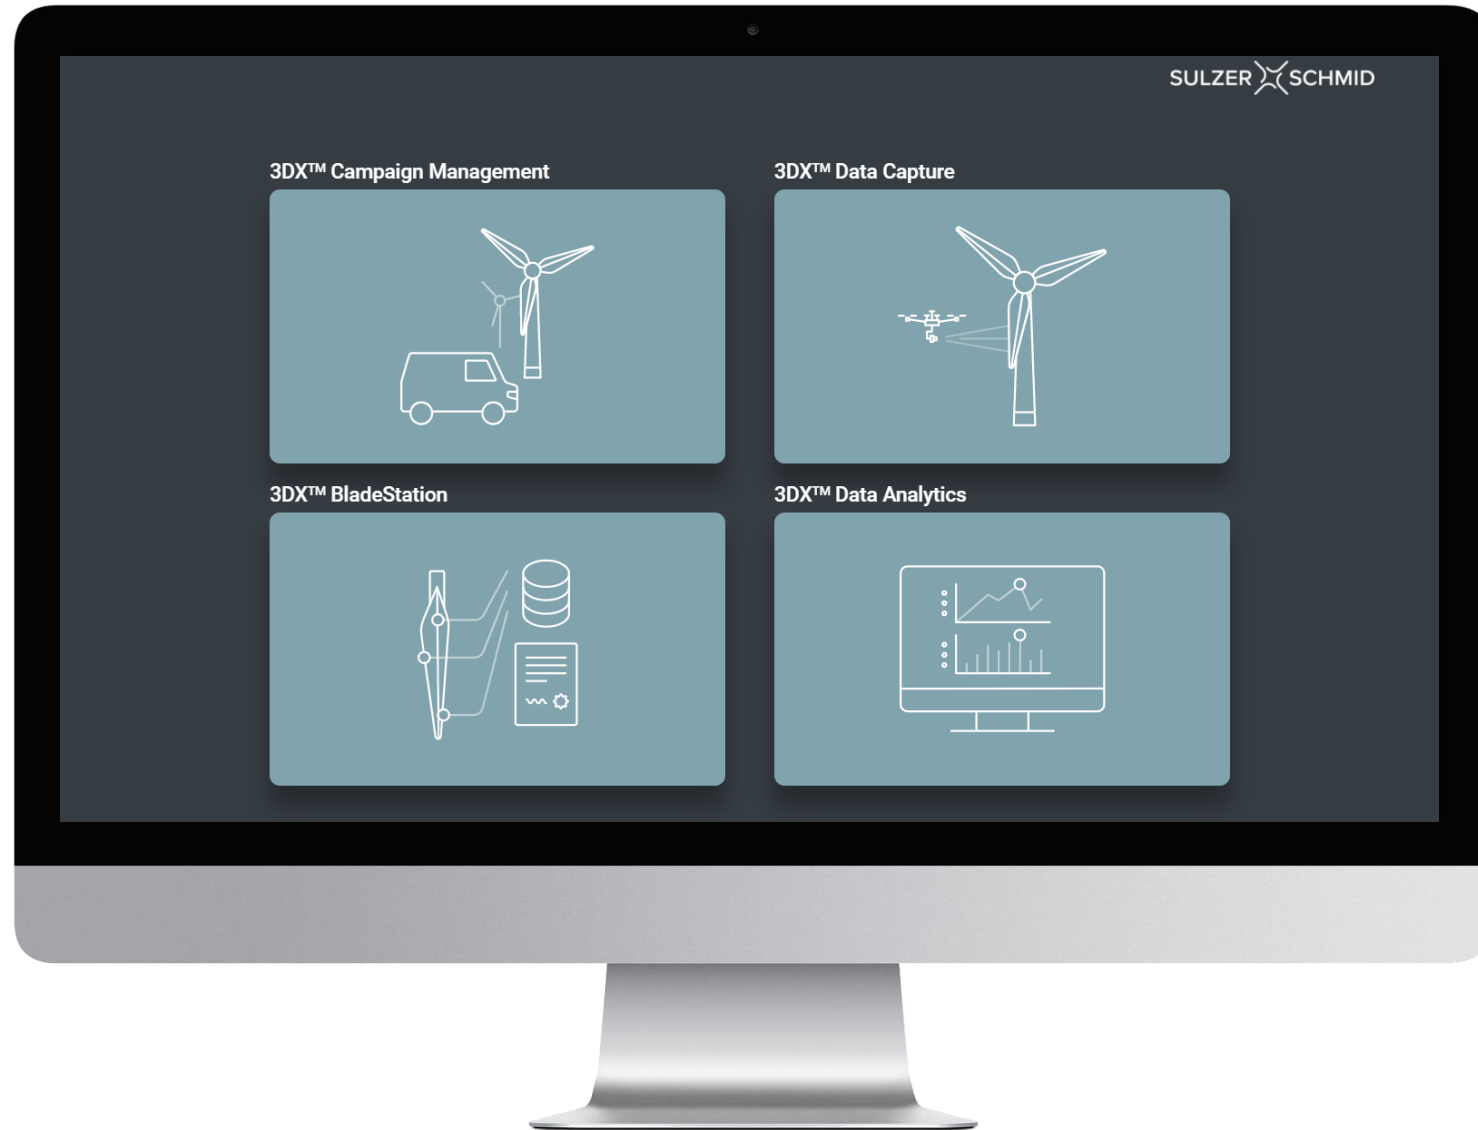 SULZER SCHMID
3DX™ Campaign Management
3DX™ Data Capture
3DX™ BladeStation
3DX™ Data Analytics